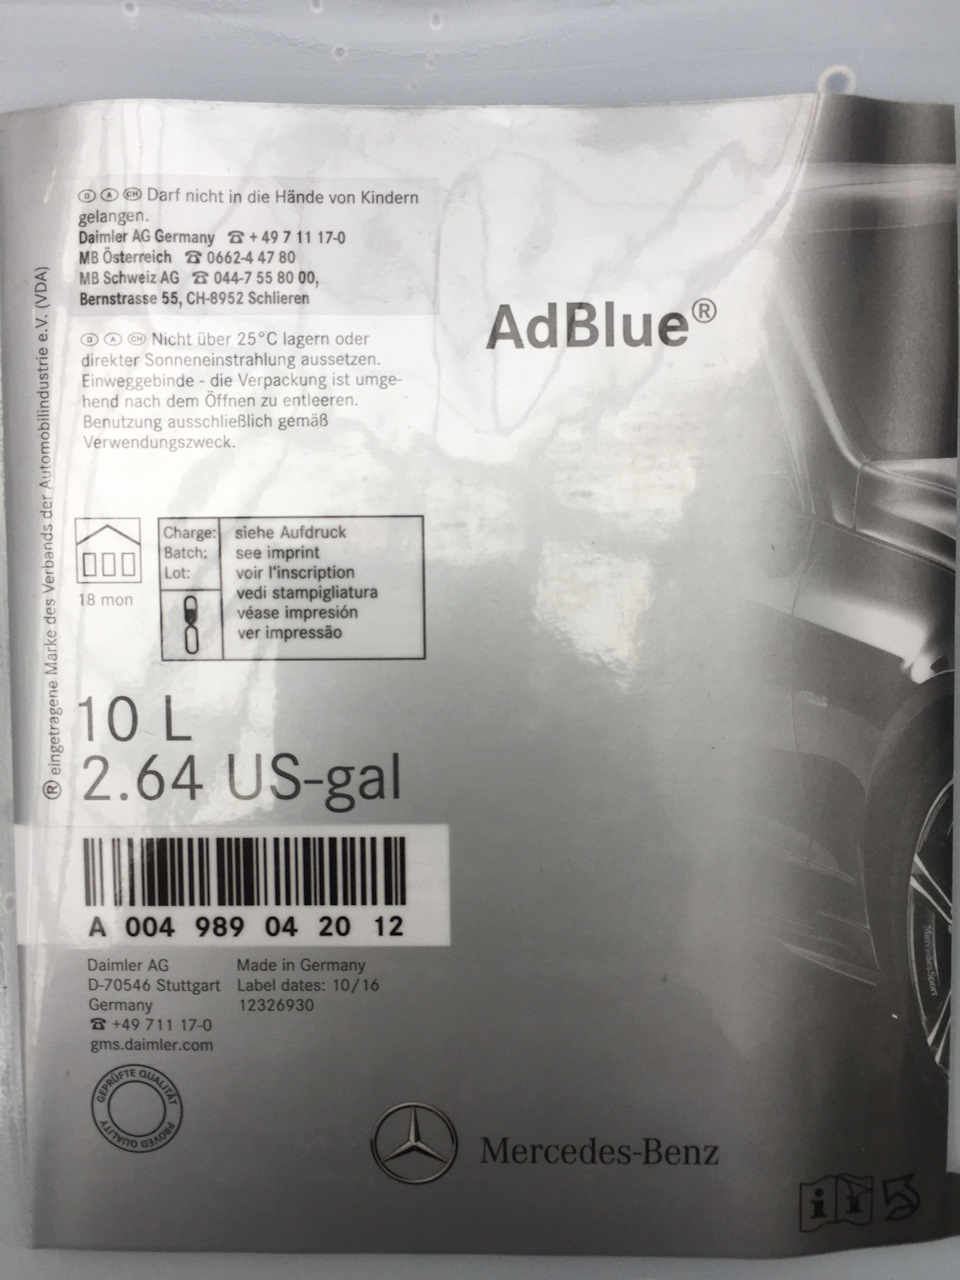 Ⓓ Ⓐ ⒸⒽ Darf nicht in die Hände von Kindern
gelangen.
Daimler AG Germany ☎ + 49 7 11 17-0
MB Österreich ☎ 0662-4 47 80
MB Schweiz AG ☎ 044-7 55 80 00,
Bernstrasse 55, CH-8952 Schlieren
Ⓓ Ⓐ ⒸⒽ Nicht über 25°C lagern oder
direkter Sonneneinstrahlung aussetzen.
Einweggebinde - die Verpackung ist umge-
hend nach dem Öffnen zu entleeren.
Benutzung ausschließlich gemäß
Verwendungszweck.
AdBlue®
® eingetragene Marke des Verbands der Automobilindustrie e.V. (VDA)
18 mon
Charge: siehe Aufdruck
Batch: see imprint
Lot: voir l'inscription
vedi stampigliatura
véase impresión
ver impressão
10 L
2.64 US-gal
A 004 989 04 20 12
Daimler AG
D-70546 Stuttgart
Germany
☎ +49 711 17-0
gms.daimler.com
Made in Germany
Label dates: 10/16
12326930
GEPRÜFTE QUALITÄT
PROVED QUALITY
Mercedes-Benz
MercedesSport